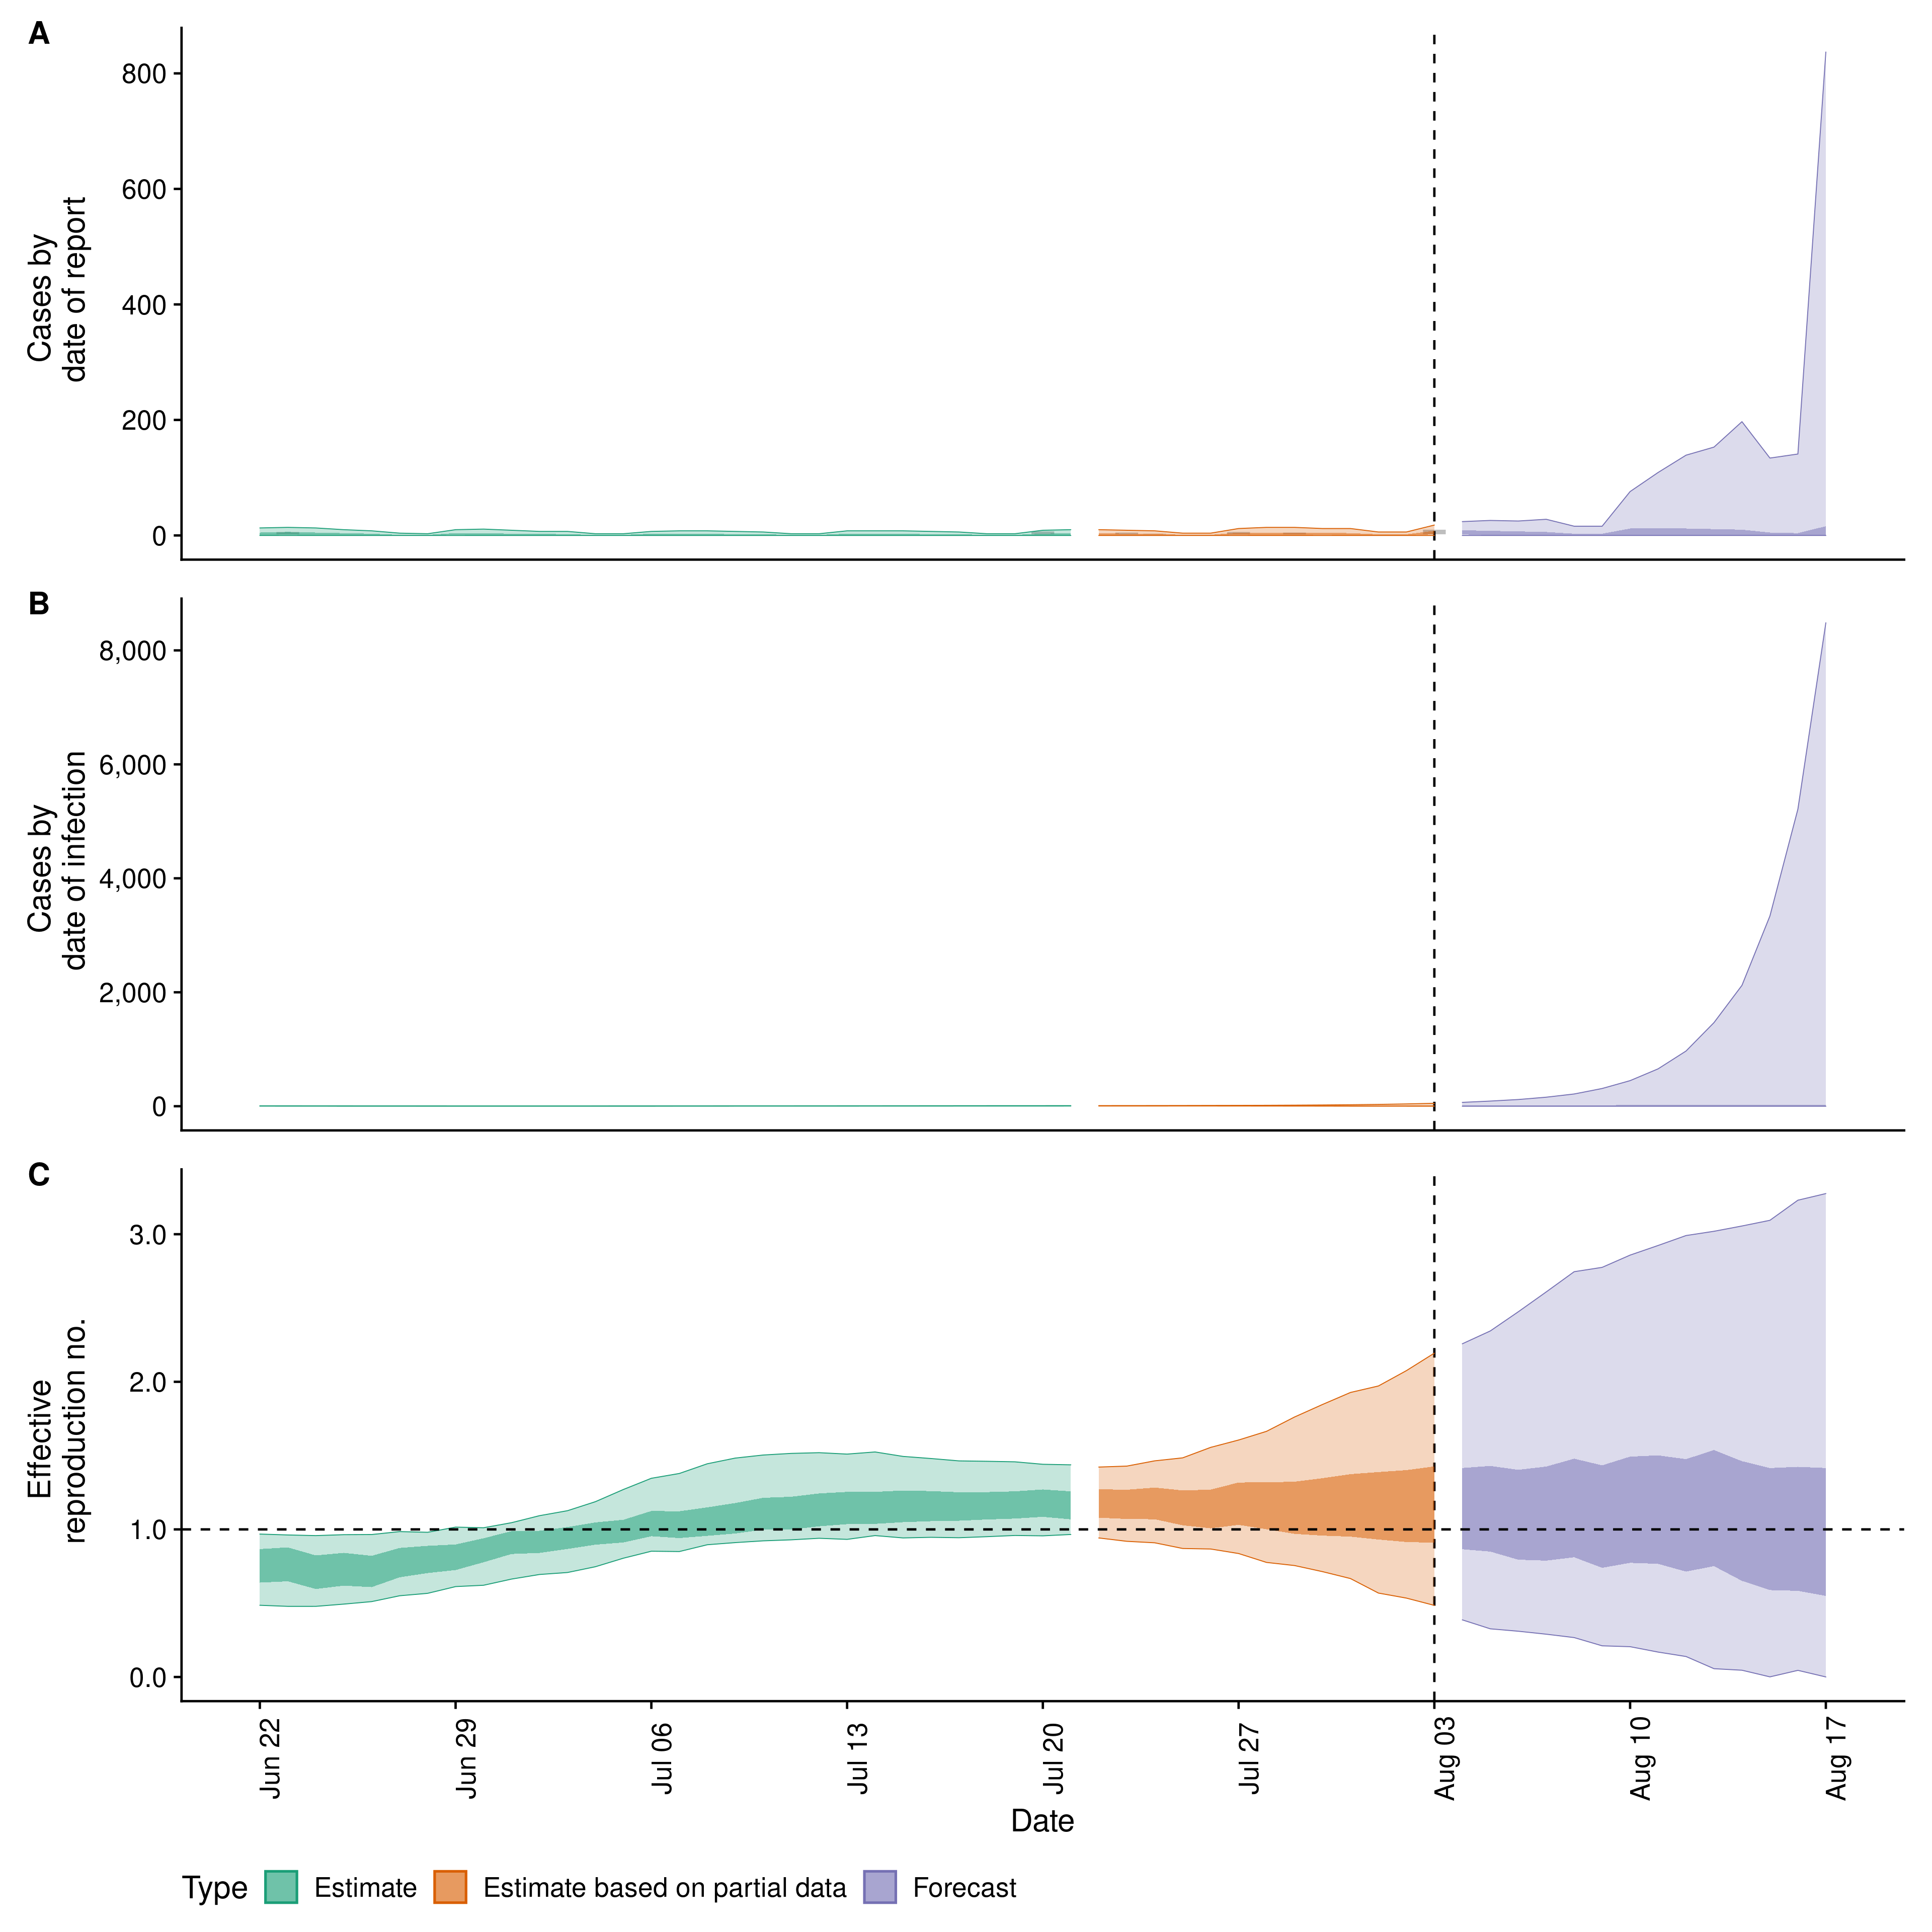 A
Cases by
date of report
800
600
400
200
0
B
Cases by
date of infection
8,000
6,000
4,000
2,000
0
C
Effective
reproduction no.
3.0
2.0
1.0
0.0
Jun 22
Jun 29
Jul 06
Jul 13
Jul 20
Jul 27
Aug 03
Aug 10
Aug 17
Date
Type Estimate Estimate based on partial data Forecast